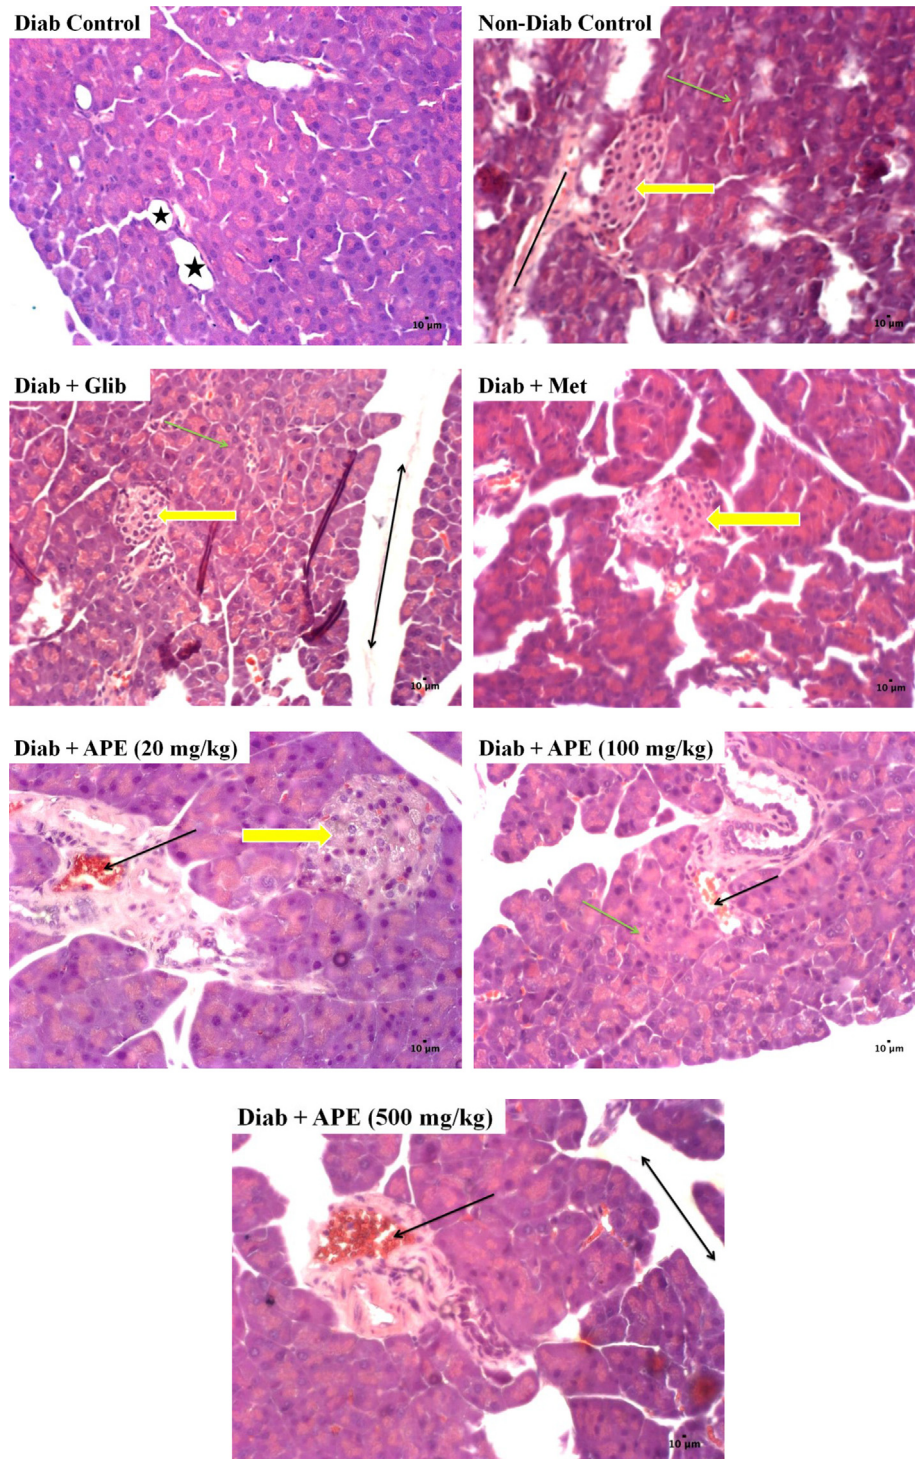 Diab Control
Non-Diab Control
10 µm
10 µm
Diab + Glib
Diab + Met
10 µm
10 µm
Diab + APE (20 mg/kg)
Diab + APE (100 mg/kg)
10 µm
10 µm
Diab + APE (500 mg/kg)
10 µm